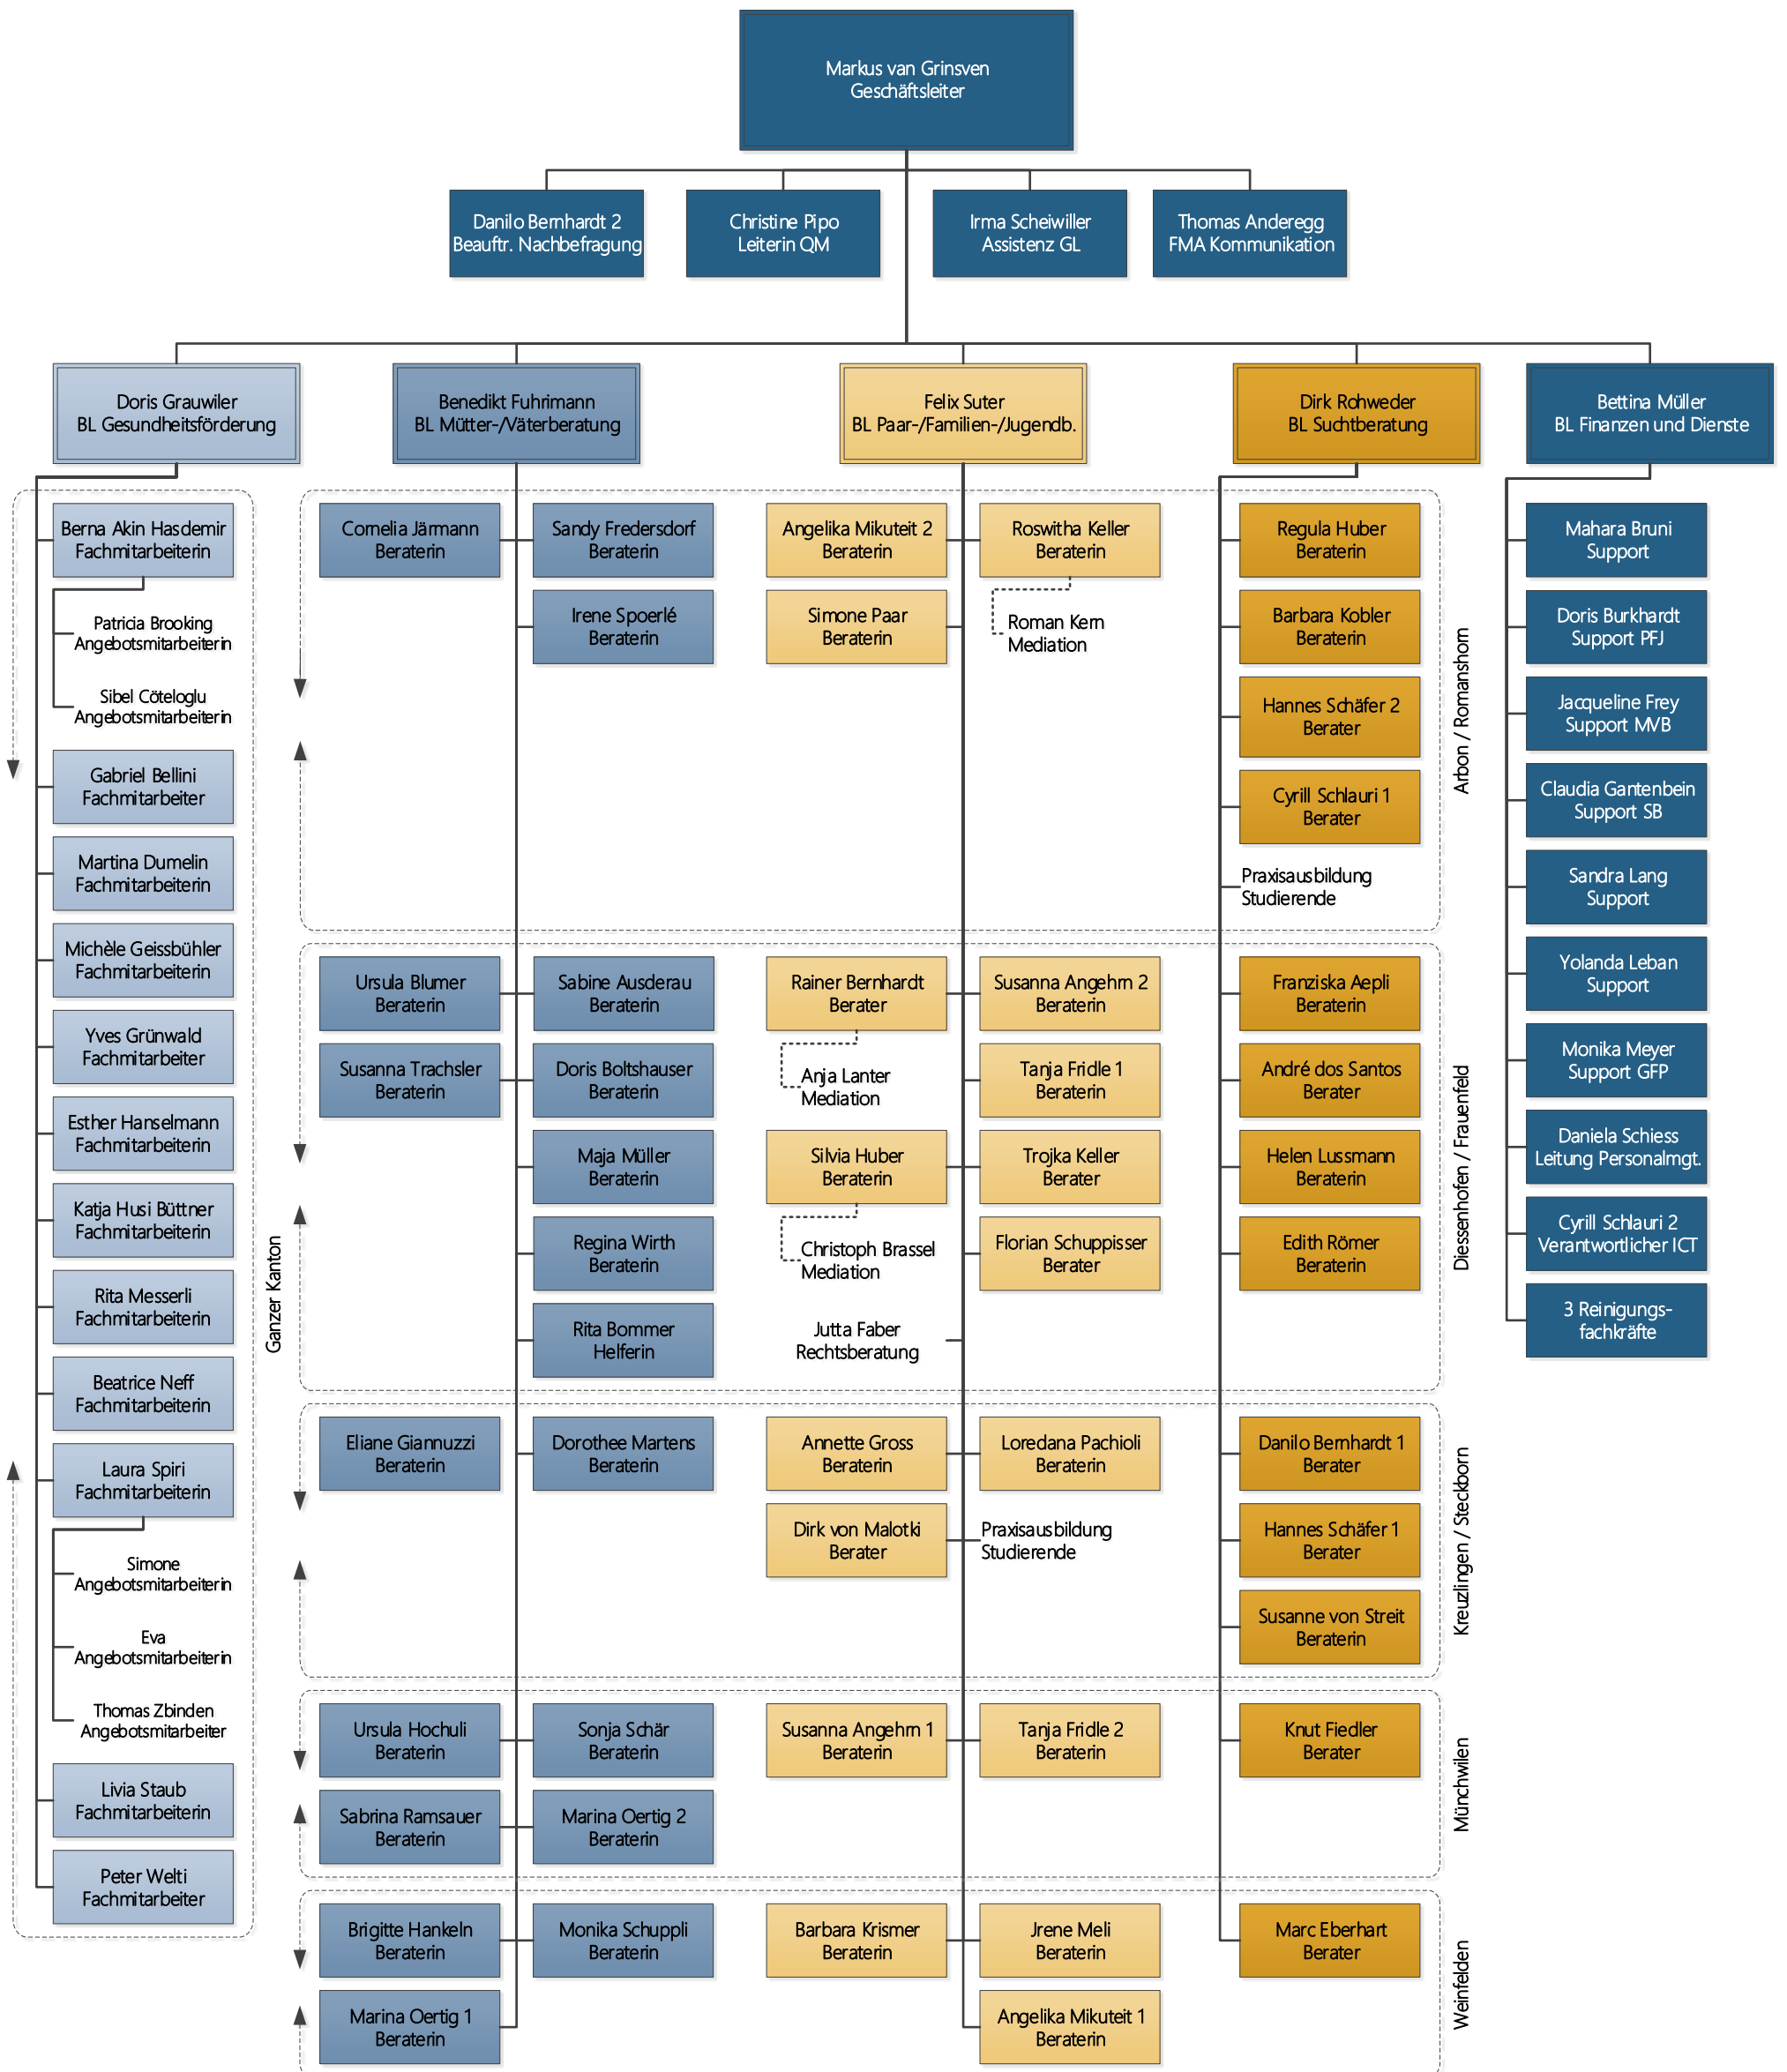 Markus van Grinsven
Geschäftsleiter
Danilo Bernhardt 2
Beauftr. Nachbefragung
Christine Pipo
Leiterin QM
Irma Scheiwiller
Assistenz GL
Thomas Anderegg
FMA Kommunikation
Doris Grauwiler
BL Gesundheitsförderung
Benedikt Fuhrimann
BL Mütter-/Väterberatung
Felix Suter
BL Paar-/Familien-/Jugendb.
Dirk Rohweder
BL Suchtberatung
Bettina Müller
BL Finanzen und Dienste
Berna Akin Hasdemir
Fachmitarbeiterin
Patricia Brooking
Angebotsmitarbeiterin
Sibel Cöteloglu
Angebotsmitarbeiterin
Gabriel Bellini
Fachmitarbeiter
Martina Dumelin
Fachmitarbeiterin
Michèle Geissbühler
Fachmitarbeiterin
Yves Grünwald
Fachmitarbeiter
Esther Hanselmann
Fachmitarbeiterin
Katja Husi Büttner
Fachmitarbeiterin
Rita Messerli
Fachmitarbeiterin
Beatrice Neff
Fachmitarbeiterin
Laura Spiri
Fachmitarbeiterin
Simone
Angebotsmitarbeiterin
Eva
Angebotsmitarbeiterin
Thomas Zbinden
Angebotsmitarbeiter
Livia Staub
Fachmitarbeiterin
Peter Welti
Fachmitarbeiter
Ganzer Kanton
Cornelia Järmann
Beraterin
Sandy Fredersdorf
Beraterin
Irene Spoerlé
Beraterin
Angelika Mikuteit 2
Beraterin
Roswitha Keller
Beraterin
Simone Paar
Beraterin
Roman Kern
Mediation
Regula Huber
Beraterin
Barbara Kobler
Beraterin
Hannes Schäfer 2
Berater
Cyrill Schlauri 1
Berater
Praxisausbildung
Studierende
Arbon / Romanshorn
Ursula Blumer
Beraterin
Sabine Ausderau
Beraterin
Susanna Trachsler
Beraterin
Doris Boltshauser
Beraterin
Maja Müller
Beraterin
Regina Wirth
Beraterin
Rita Bommer
Helferin
Rainer Bernhardt
Berater
Susanna Angehrn 2
Beraterin
Anja Lanter
Mediation
Tanja Fridle 1
Beraterin
Silvia Huber
Beraterin
Trojka Keller
Berater
Christoph Brassel
Mediation
Florian Schuppisser
Berater
Jutta Faber
Rechtsberatung
Franziska Aepli
Beraterin
André dos Santos
Berater
Helen Lussmann
Beraterin
Edith Römer
Beraterin
Diessenhofen / Frauenfeld
Eliane Giannuzzi
Beraterin
Dorothee Martens
Beraterin
Annette Gross
Beraterin
Loredana Pachioli
Beraterin
Dirk von Malotki
Berater
Praxisausbildung
Studierende
Danilo Bernhardt 1
Berater
Hannes Schäfer 1
Berater
Susanne von Streit
Beraterin
Kreuzlingen / Steckborn
Ursula Hochuli
Beraterin
Sonja Schär
Beraterin
Sabrina Ramsauer
Beraterin
Marina Oertig 2
Beraterin
Susanna Angehrn 1
Beraterin
Tanja Fridle 2
Beraterin
Knut Fiedler
Berater
Münchwilen
Brigitte Hankeln
Beraterin
Monika Schuppli
Beraterin
Marina Oertig 1
Beraterin
Barbara Krismer
Beraterin
Jrene Meli
Beraterin
Angelika Mikuteit 1
Beraterin
Marc Eberhart
Berater
Weinfelden
Mahara Bruni
Support
Doris Burkhardt
Support PFJ
Jacqueline Frey
Support MVB
Claudia Gantenbein
Support SB
Sandra Lang
Support
Yolanda Leban
Support
Monika Meyer
Support GFP
Daniela Schiess
Leitung Personalmgt.
Cyrill Schlauri 2
Verantwortlicher ICT
3 Reinigungs-
fachkräfte